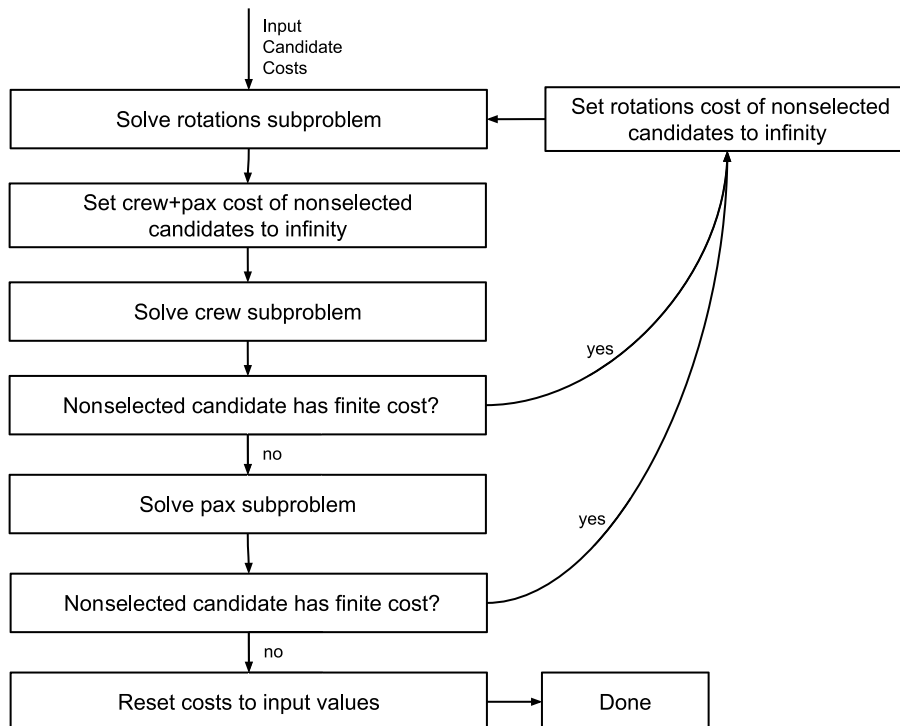 Input
Candidate
Costs
Solve rotations subproblem
Set rotations cost of nonselected
candidates to infinity
Set crew+pax cost of nonselected
candidates to infinity
Solve crew subproblem
yes
Nonselected candidate has finite cost?
no
Solve pax subproblem
yes
Nonselected candidate has finite cost?
no
Reset costs to input values
Done